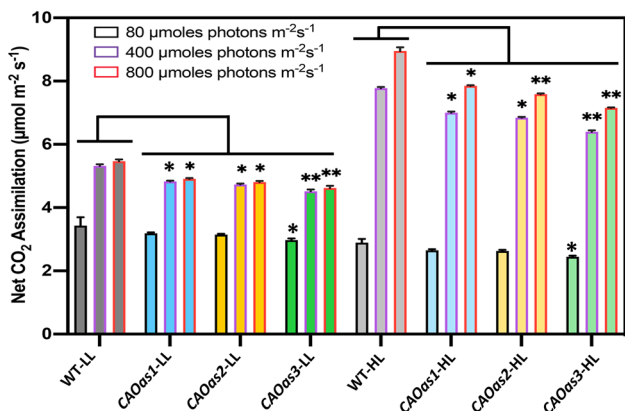 80 µmoles photons m⁻²s⁻¹
400 µmoles photons m⁻²s⁻¹
800 µmoles photons m⁻²s⁻¹
Net CO₂ Assimilation (µmol m⁻² s⁻¹)
10
8
6
4
2
0
* * * * ** **
*
* * * ** ** **
*
WT-LL
CAOas1-LL
CAOas2-LL
CAOas3-LL
WT-HL
CAOas1-HL
CAOas2-HL
CAOas3-HL